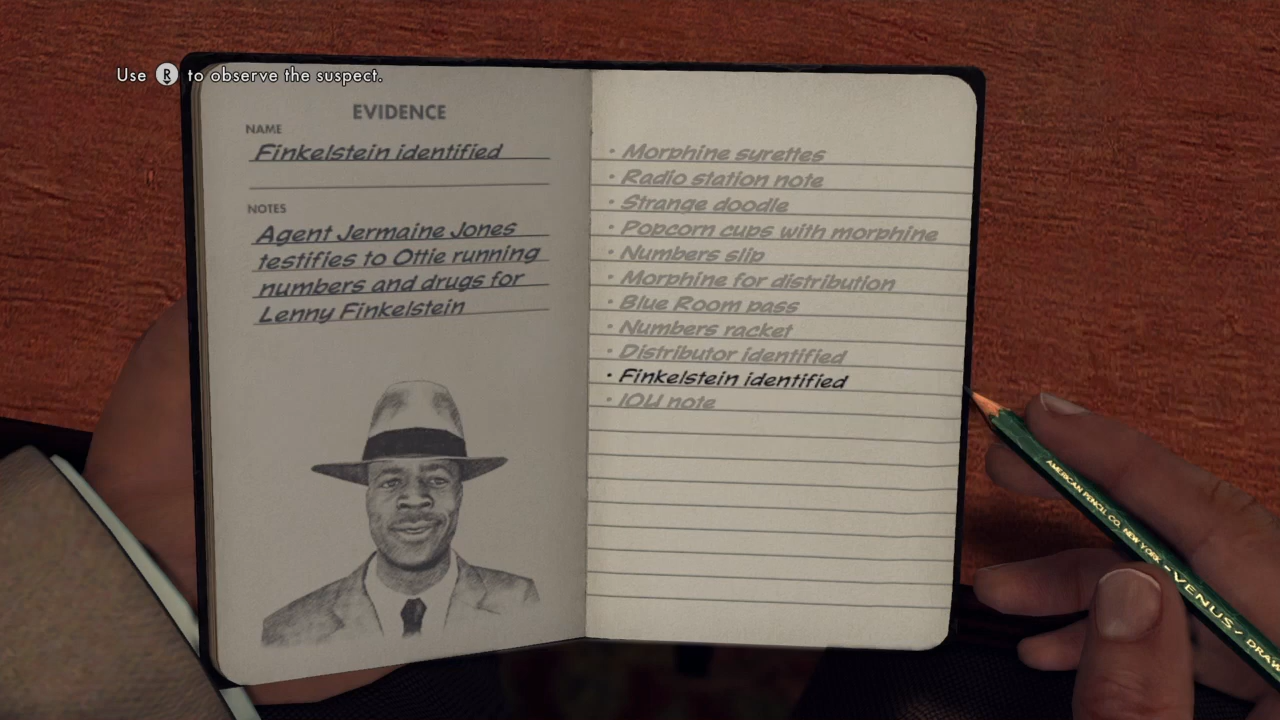 Use R to observe the suspect.
EVIDENCE
NAME
Finkelstein identified
NOTES
Agent Jermaine Jones
testifies to Ottie running
numbers and drugs for
Lenny Finkelstein
• Morphine syrettes
• Radio station note
• Strange doodle
• Popcorn cups with morphine
• Numbers slip
• Morphine for distribution
• Blue Room pass
• Numbers racket
• Distributor identified
• Finkelstein identified
• IOU note
AMERICAN PENCIL CO. NEW YORK - VENUS / DRAW